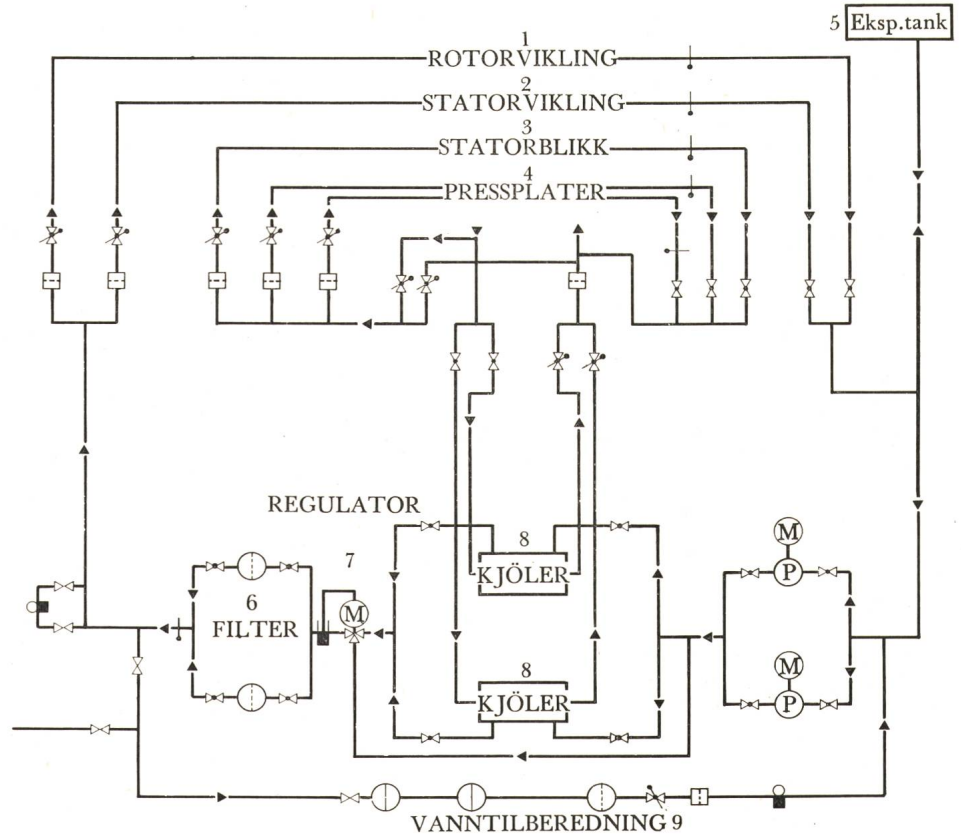 5 Eksp.tank
1
ROTORVIKLING
2
STATORVIKLING
3
STATORBLIKK
4
PRESSPLATER
REGULATOR
7
M
8
KJÖLER
6
FILTER
8
KJÖLER
M
P
M
P
VANNTILBEREDNING 9